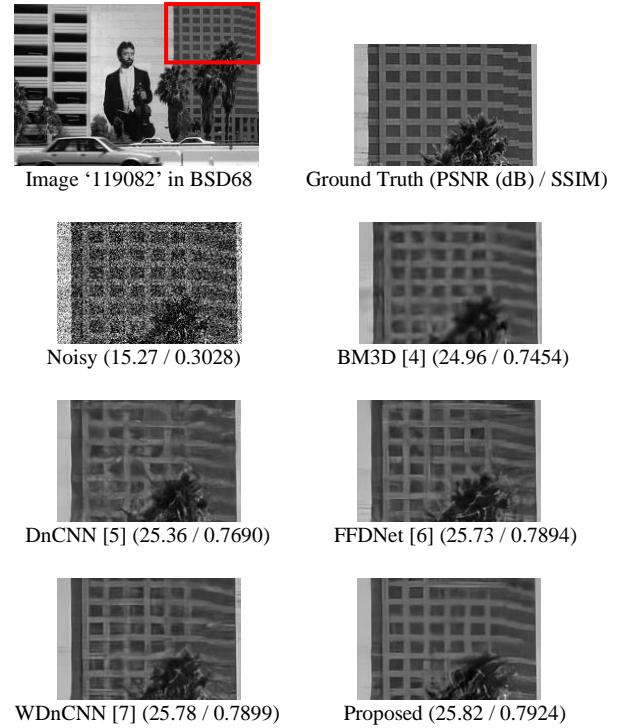 Image ‘119082’ in BSD68
Ground Truth (PSNR (dB) / SSIM)
Noisy (15.27 / 0.3028)
BM3D [4] (24.96 / 0.7454)
DnCNN [5] (25.36 / 0.7690)
FFDNet [6] (25.73 / 0.7894)
WDnCNN [7] (25.78 / 0.7899)
Proposed (25.82 / 0.7924)